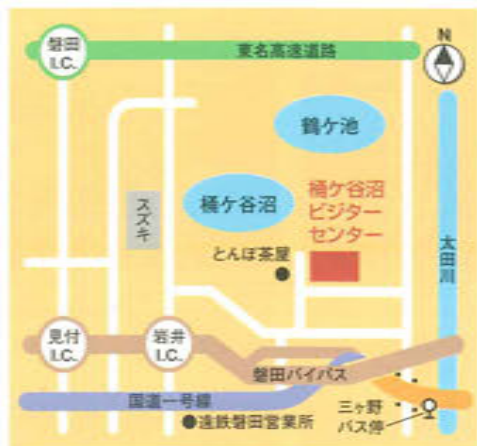 磐田
I.C.
東名高速道路
N
鶴ケ池
スズキ
桶ケ谷沼
桶ケ谷沼
ビジター
センター
とんぼ茶屋
太田川
見付
I.C.
岩井
I.C.
磐田バイパス
国道一号線
遠鉄磐田営業所
三ヶ野
バス停